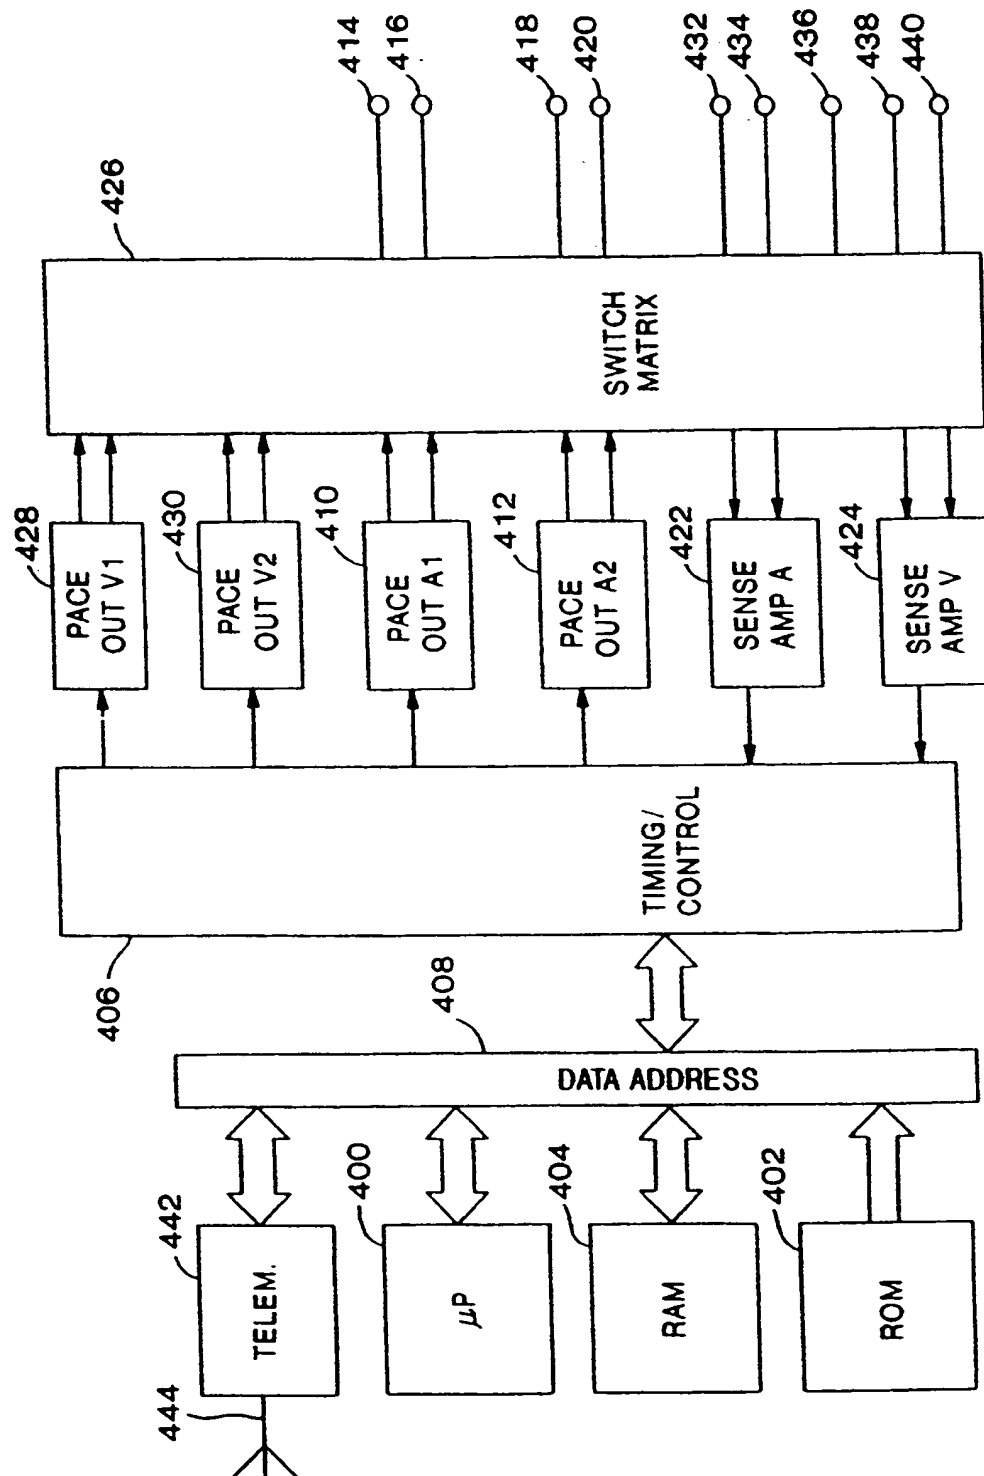 414
416
418
420
432
434
436
438
440
426
SWITCH
MATRIX
428
PACE
OUT V1
430
PACE
OUT V2
410
PACE
OUT A1
412
PACE
OUT A2
422
SENSE
AMP A
424
SENSE
AMP V
406
TIMING/
CONTROL
408
DATA ADDRESS
442
TELEM.
444
400
μP
404
RAM
402
ROM